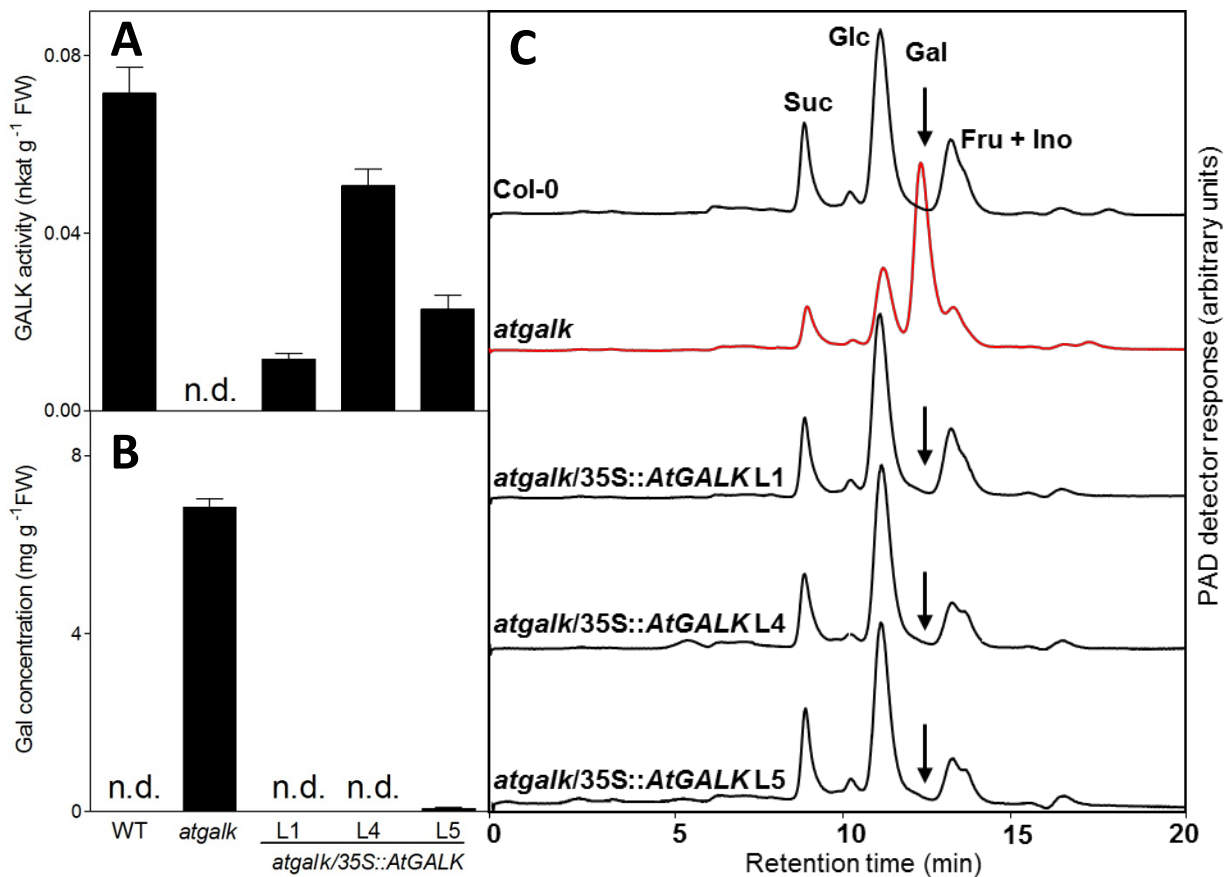 A
GALK activity (nkat g-1 FW)
0.08
0.04
0.00
n.d.
B
Gal concentration (mg g-1FW)
8
4
0
n.d.
n.d.
n.d.
WT
atgalk
L1
L4
L5
atgalk/35S::AtGALK
C
Suc
Glc
Gal
Fru + Ino
Col-0
atgalk
atgalk/35S::AtGALK L1
atgalk/35S::AtGALK L4
atgalk/35S::AtGALK L5
0
5
10
15
20
Retention time (min)
PAD detector response (arbitrary units)